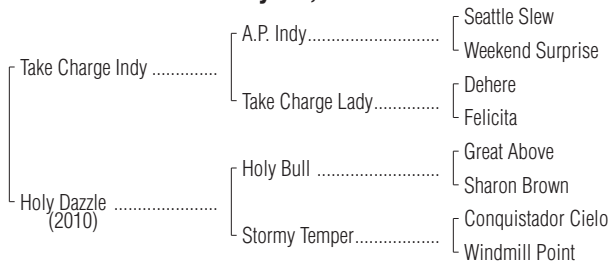 Seattle Slew
A.P. Indy
Weekend Surprise
Take Charge Indy
Dehere
Take Charge Lady
Felicita
Great Above
Holy Bull
Sharon Brown
Holy Dazzle
(2010)
Conquistador Cielo
Stormy Temper
Windmill Point